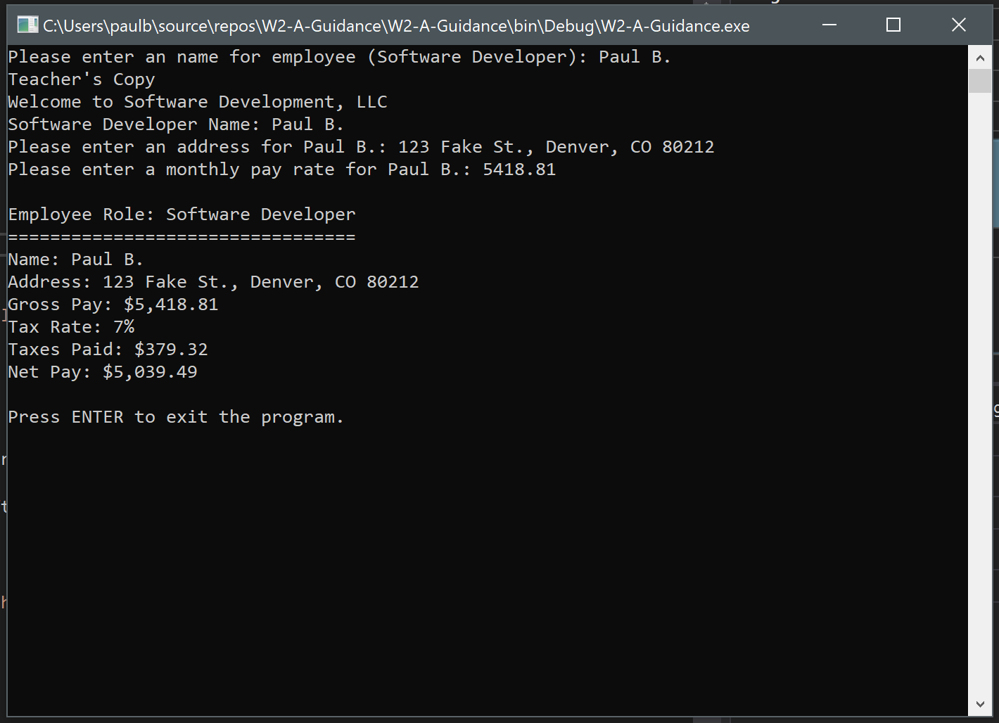 C:\Users\paulb\source\repos\W2-A-Guidance\W2-A-Guidance\bin\Debug\W2-A-Guidance.exe
Please enter an name for employee (Software Developer): Paul B.
Teacher's Copy
Welcome to Software Development, LLC
Software Developer Name: Paul B.
Please enter an address for Paul B.: 123 Fake St., Denver, CO 80212
Please enter a monthly pay rate for Paul B.: 5418.81

Employee Role: Software Developer
=================================
Name: Paul B.
Address: 123 Fake St., Denver, CO 80212
Gross Pay: $5,418.81
Tax Rate: 7%
Taxes Paid: $379.32
Net Pay: $5,039.49

Press ENTER to exit the program.